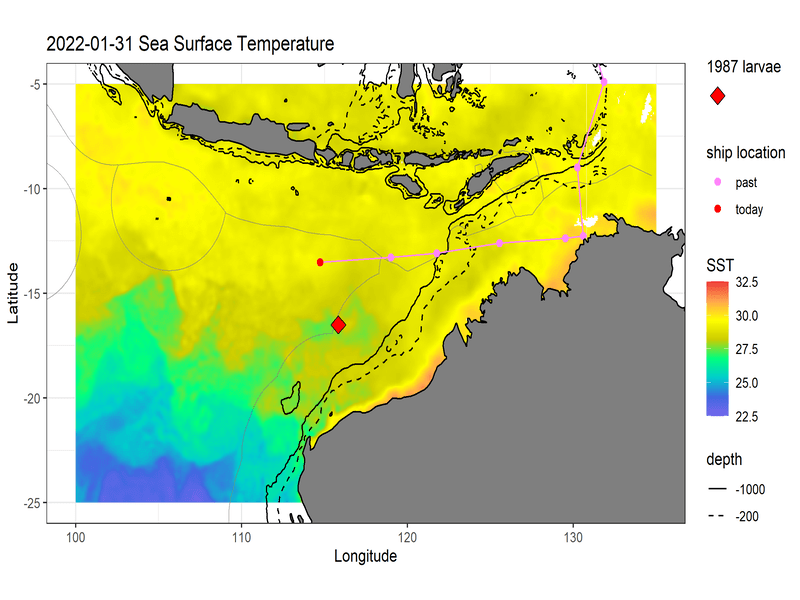 2022-01-31 Sea Surface Temperature
-5
-10
-15
-20
-25
Latitude
100
110
120
130
Longitude
1987 larvae
ship location
past
today
SST
32.5
30.0
27.5
25.0
22.5
depth
-1000
-200